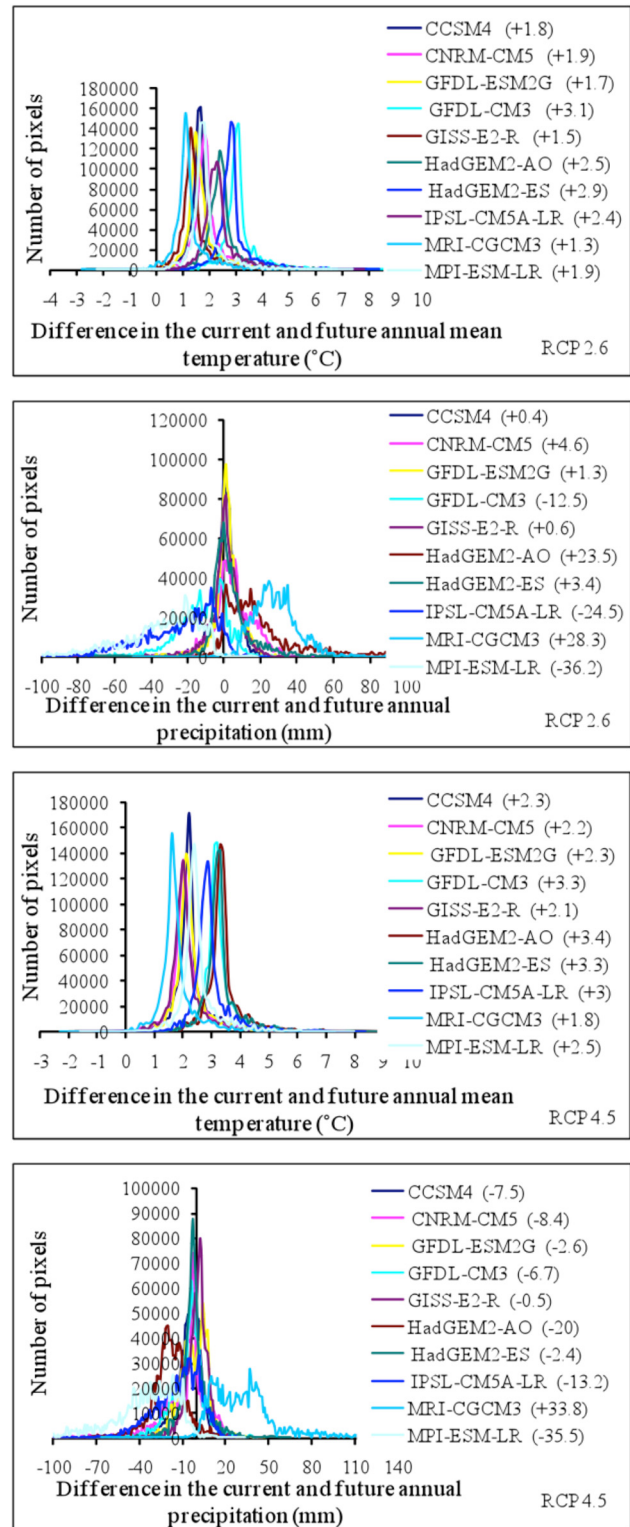 CCSM4 (+1.8)
CNRM-CM5 (+1.9)
GFDL-ESM2G (+1.7)
GFDL-CM3 (+3.1)
GISS-E2-R (+1.5)
HadGEM2-AO (+2.5)
HadGEM2-ES (+2.9)
IPSL-CM5A-LR (+2.4)
MRI-CGCM3 (+1.3)
MPI-ESM-LR (+1.9)
Number of pixels
180000
160000
140000
120000
100000
80000
60000
40000
20000
0
-4 -3 -2 -1 0 1 2 3 4 5 6 7 8 9 10
Difference in the current and future annual mean
temperature (˚C)
RCP 2.6
CCSM4 (+0.4)
CNRM-CM5 (+4.6)
GFDL-ESM2G (+1.3)
GFDL-CM3 (-12.5)
GISS-E2-R (+0.6)
HadGEM2-AO (+23.5)
HadGEM2-ES (+3.4)
IPSL-CM5A-LR (-24.5)
MRI-CGCM3 (+28.3)
MPI-ESM-LR (-36.2)
Number of pixels
120000
100000
80000
60000
40000
20000
0
-100 -80 -60 -40 -20 0 20 40 60 80 100
Difference in the current and future annual
precipitation (mm)
RCP 2.6
CCSM4 (+2.3)
CNRM-CM5 (+2.2)
GFDL-ESM2G (+2.3)
GFDL-CM3 (+3.3)
GISS-E2-R (+2.1)
HadGEM2-AO (+3.4)
HadGEM2-ES (+3.3)
IPSL-CM5A-LR (+3)
MRI-CGCM3 (+1.8)
MPI-ESM-LR (+2.5)
Number of pixels
180000
160000
140000
120000
100000
80000
60000
40000
20000
0
-3 -2 -1 0 1 2 3 4 5 6 7 8 9 10
Difference in the current and future annual mean
temperature (˚C)
RCP 4.5
CCSM4 (-7.5)
CNRM-CM5 (-8.4)
GFDL-ESM2G (-2.6)
GFDL-CM3 (-6.7)
GISS-E2-R (-0.5)
HadGEM2-AO (-20)
HadGEM2-ES (-2.4)
IPSL-CM5A-LR (-13.2)
MRI-CGCM3 (+33.8)
MPI-ESM-LR (-35.5)
Number of pixels
100000
90000
80000
70000
60000
50000
40000
30000
20000
10000
0
-100 -70 -40 -10 20 50 80 110 140
Difference in the current and future annual
precipitation (mm)
RCP 4.5